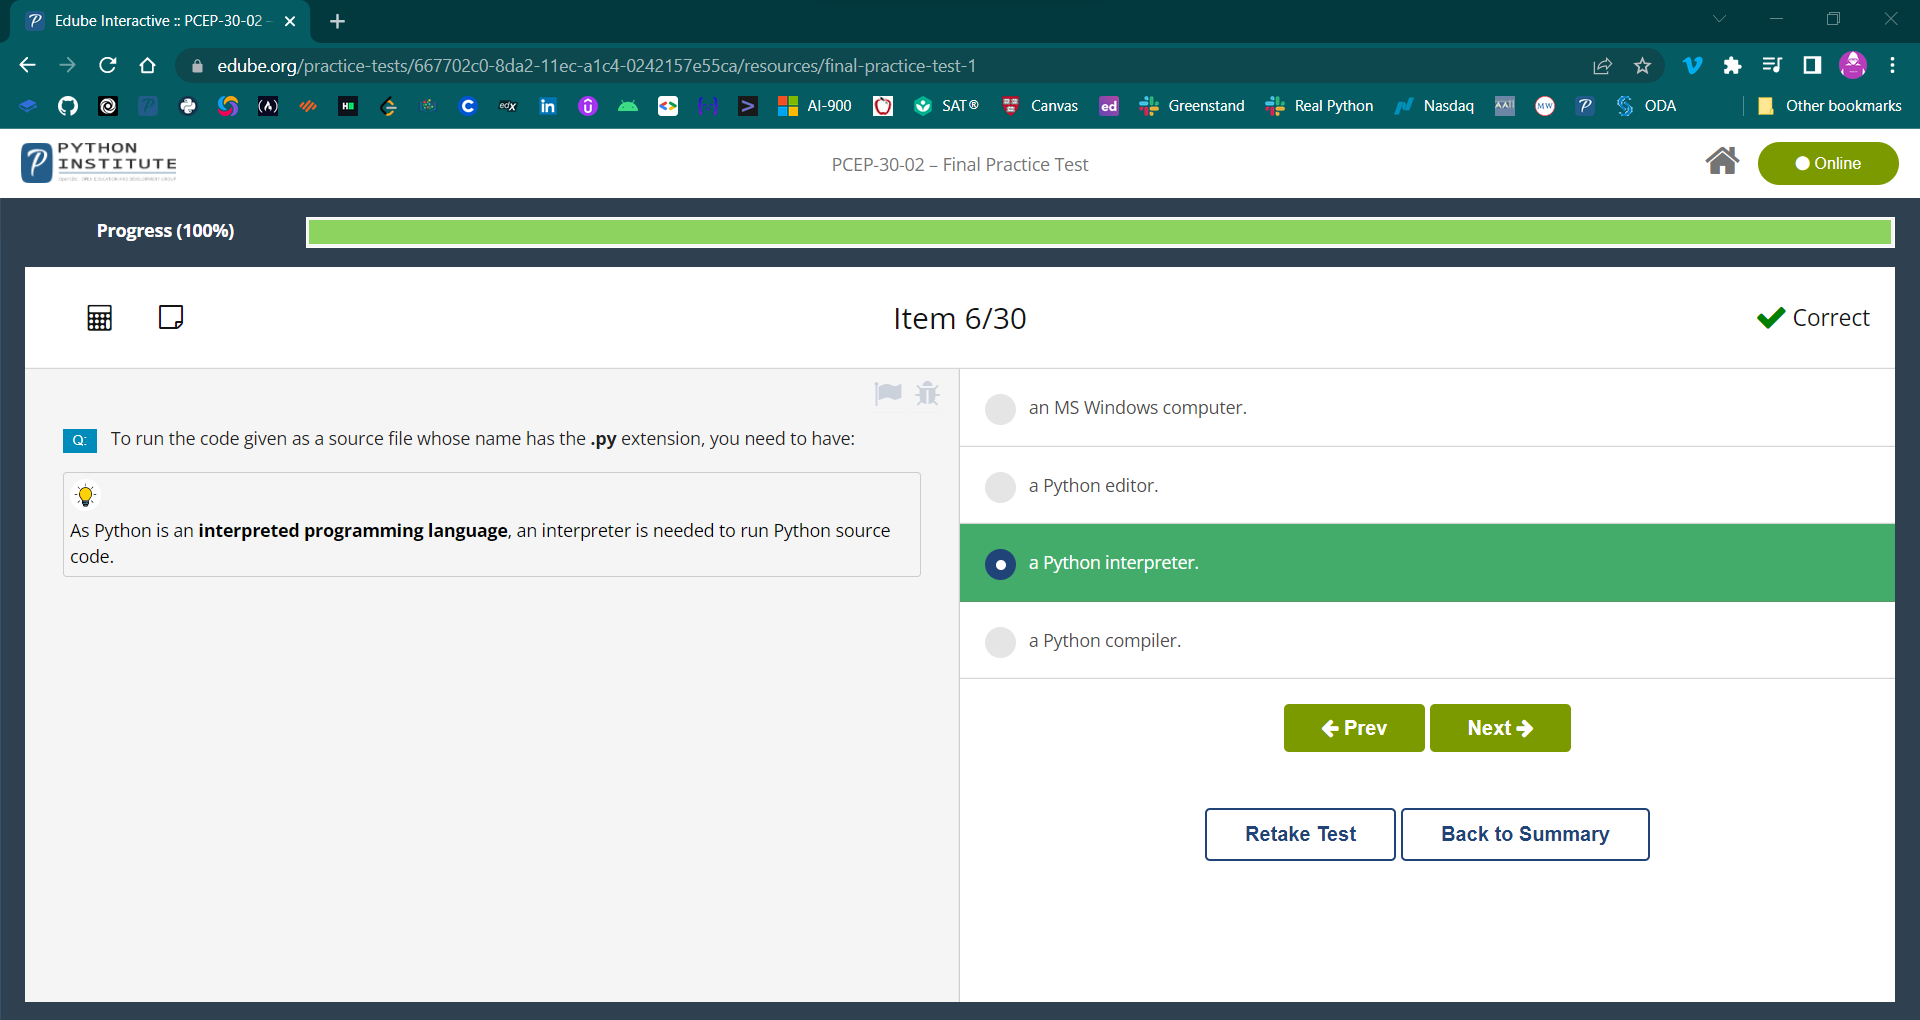 Edube Interactive :: PCEP-30-02 –
edube.org/practice-tests/667702c0-8da2-11ec-a1c4-0242157e55ca/resources/final-practice-test-1
AI-900
SAT®
Canvas
ed
Greenstand
Real Python
Nasdaq
ODA
Other bookmarks
PYTHON
INSTITUTE
PCEP-30-02 – Final Practice Test
Online
Progress (100%)
Item 6/30
Correct
Q: To run the code given as a source file whose name has the .py extension, you need to have:
As Python is an interpreted programming language, an interpreter is needed to run Python source
code.
an MS Windows computer.
a Python editor.
a Python interpreter.
a Python compiler.
Prev
Next
Retake Test
Back to Summary